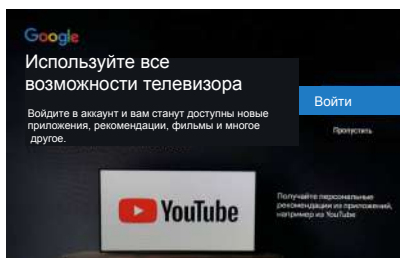 Google
Используйте все
возможности телевизора
Войдите в аккаунт и вам станут доступны новые
приложения, рекомендации, фильмы и многое
другое.
Войти
Пропустить
YouTube
Получайте персональные
рекомендации из приложений,
например из YouTube